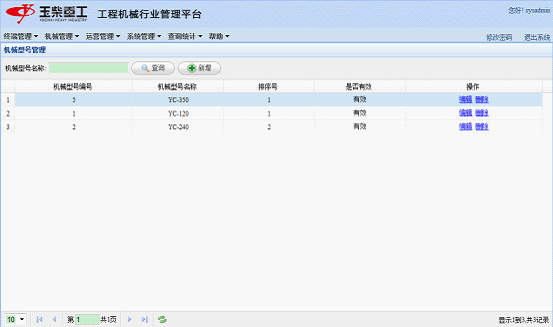 您好! sysadmin
玉柴重工
YUCHAI HEAVY INDUSTRY
工程机械行业管理平台
终端管理 机械管理 运营管理 系统管理 查询统计 帮助
修改密码 退出系统
机械型号管理
机械型号名称: 查询 新增
机械型号编号 机械型号名称 排序号 是否有效 操作
1 5 YC-350 1 有效 编辑 删除
2 1 YC-120 1 有效 编辑 删除
3 2 YC-240 2 有效 编辑 删除
10 第 1 共1页 显示1到3,共3记录